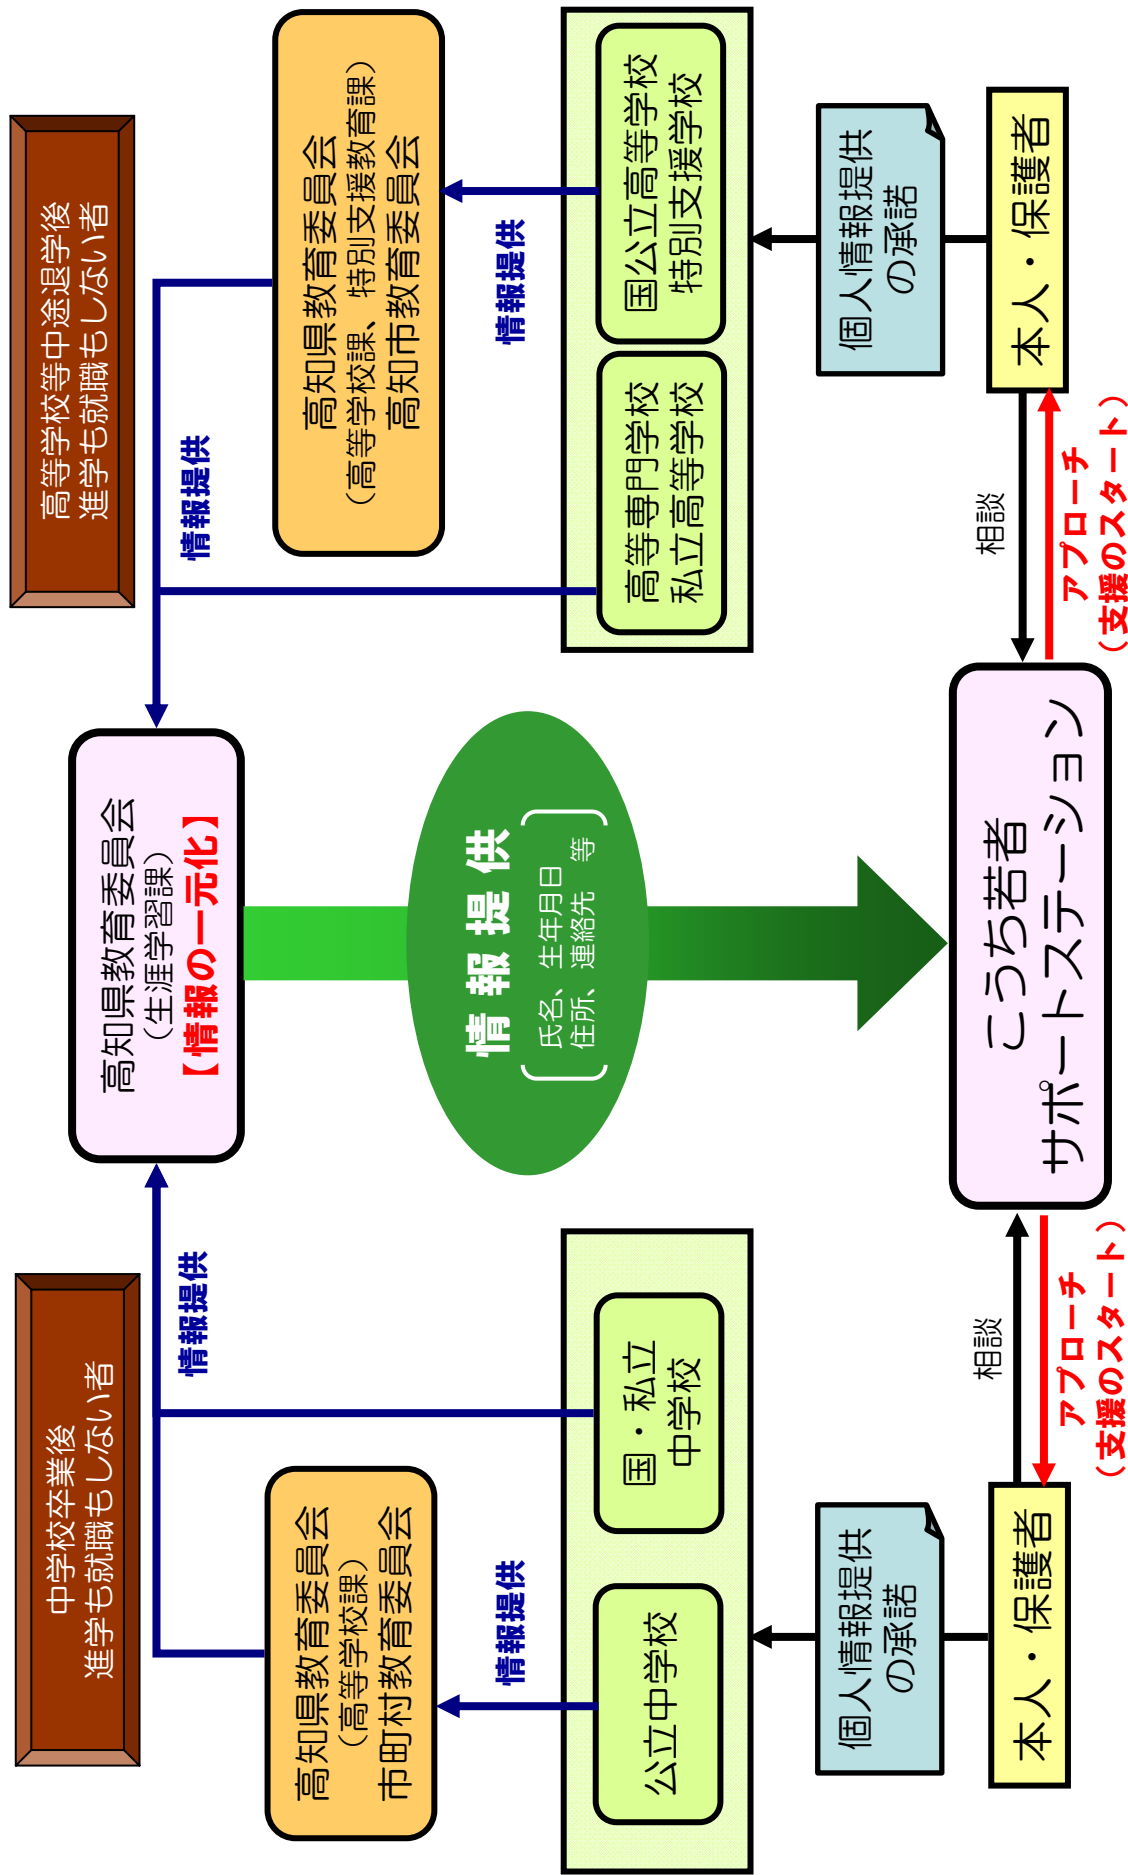 中学校卒業後
進学も就職もしない者
高等学校等中途退学後
進学も就職もしない者
高知県教育委員会
(生涯学習課)
【情報の一元化】
情報提供
情報提供
高知県教育委員会
(高等学校課)
市町村教育委員会
高知県教育委員会
(高等学校課、特別支援教育課)
高知市教育委員会
情報提供
情報提供
情報提供
氏名、生年月日
住所、連絡先 等
公立中学校
国・私立
中学校
高等専門学校
私立高等学校
国公立高等学校
特別支援学校
個人情報提供
の承諾
個人情報提供
の承諾
本人・保護者
相談
アプローチ
(支援のスタート)
こうち若者
サポートステーション
相談
アプローチ
(支援のスタート)
本人・保護者